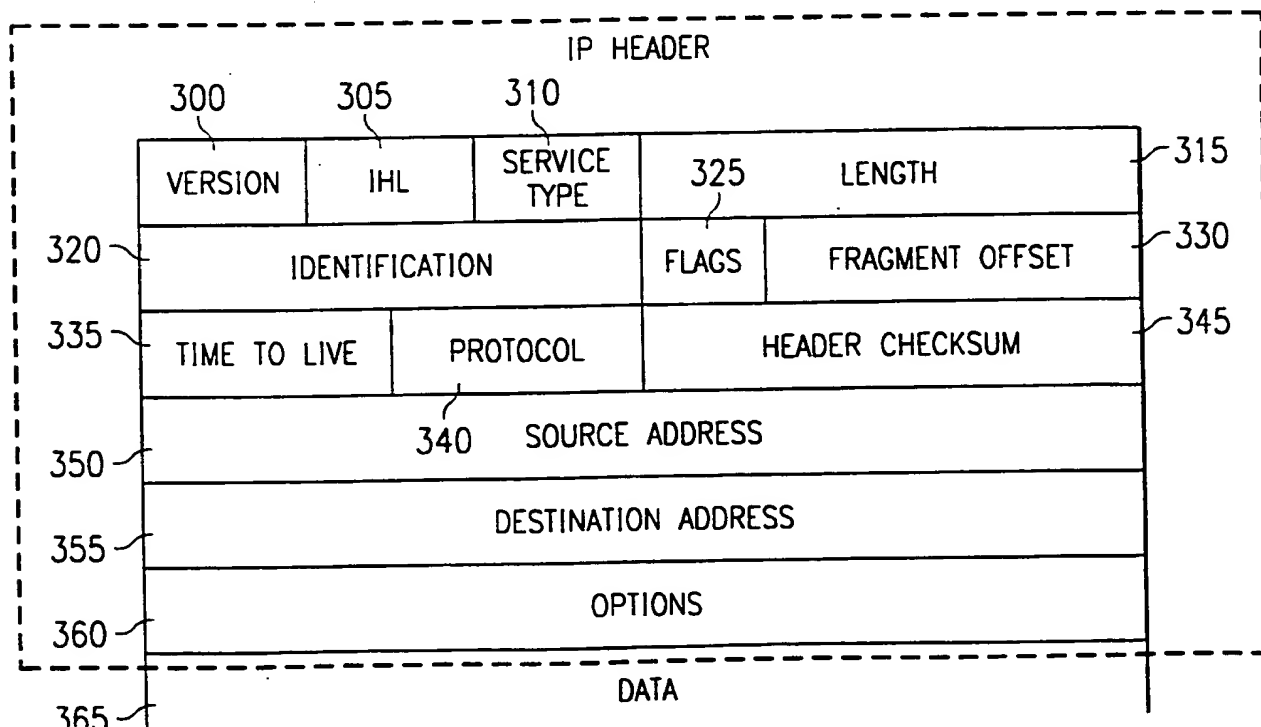 IP HEADER
300 305 310
VERSION IHL SERVICE TYPE 325 LENGTH 315
320 IDENTIFICATION FLAGS FRAGMENT OFFSET 330
335 TIME TO LIVE PROTOCOL HEADER CHECKSUM 345
340
350 SOURCE ADDRESS
355 DESTINATION ADDRESS
360 OPTIONS
DATA
365